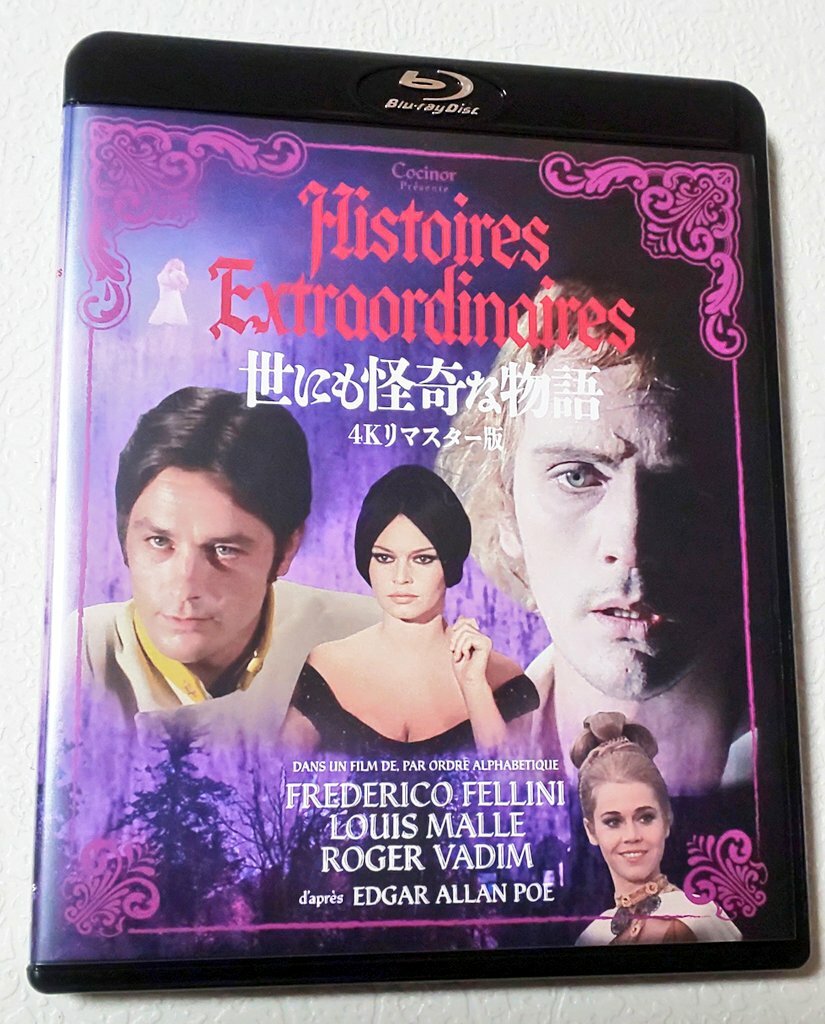 Blu-ray Disc
Cocinor
Présente
Histoires
Extraordinaires
世にも怪奇な物語
4Kリマスター版
DANS UN FILM DE, PAR ORDRE ALPHABETIQUE
FREDERICO FELLINI
LOUIS MALLE
ROGER VADIM
d'après EDGAR ALLAN POE